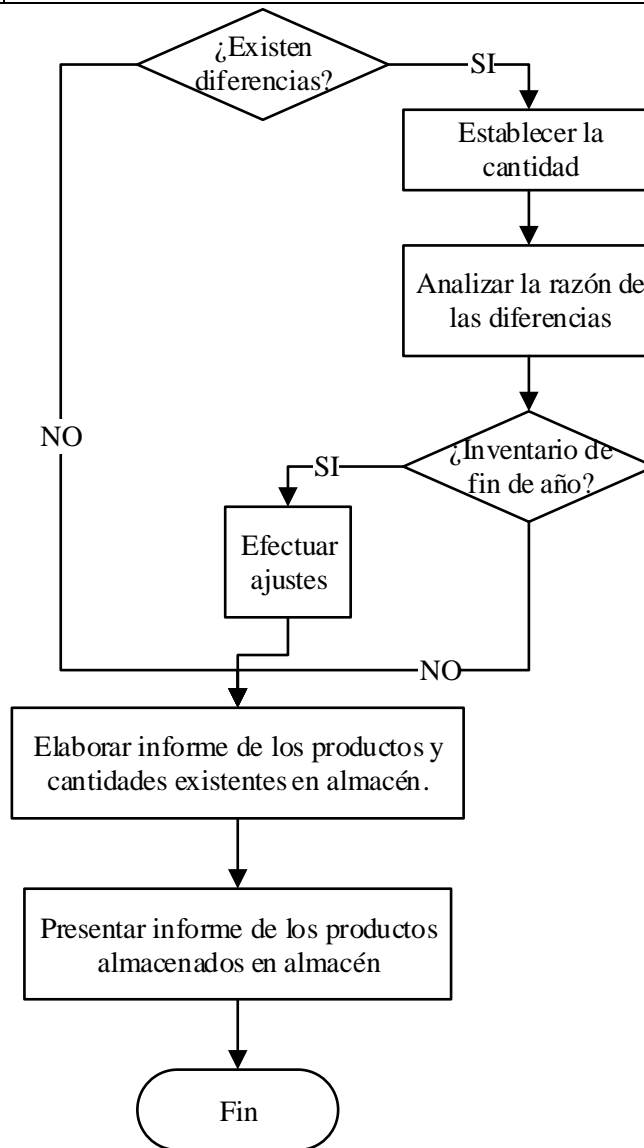 ¿Existen
diferencias?
SI
Establecer la
cantidad
Analizar la razón de
las diferencias
NO
¿Inventario de
fin de año?
SI
Efectuar
ajustes
NO
Elaborar informe de los productos y
cantidades existentes en almacén.
Presentar informe de los productos
almacenados en almacén
Fin